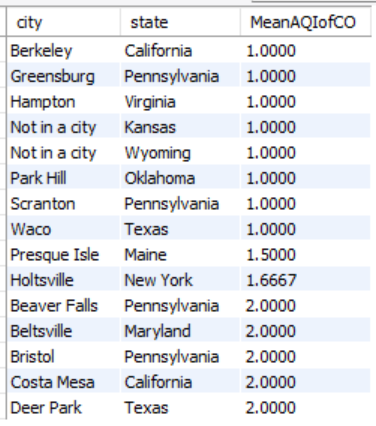 city state MeanAQIofCO
Berkeley California 1.0000
Greensburg Pennsylvania 1.0000
Hampton Virginia 1.0000
Not in a city Kansas 1.0000
Not in a city Wyoming 1.0000
Park Hill Oklahoma 1.0000
Scranton Pennsylvania 1.0000
Waco Texas 1.0000
Presque Isle Maine 1.5000
Holtsville New York 1.6667
Beaver Falls Pennsylvania 2.0000
Beltsville Maryland 2.0000
Bristol Pennsylvania 2.0000
Costa Mesa California 2.0000
Deer Park Texas 2.0000